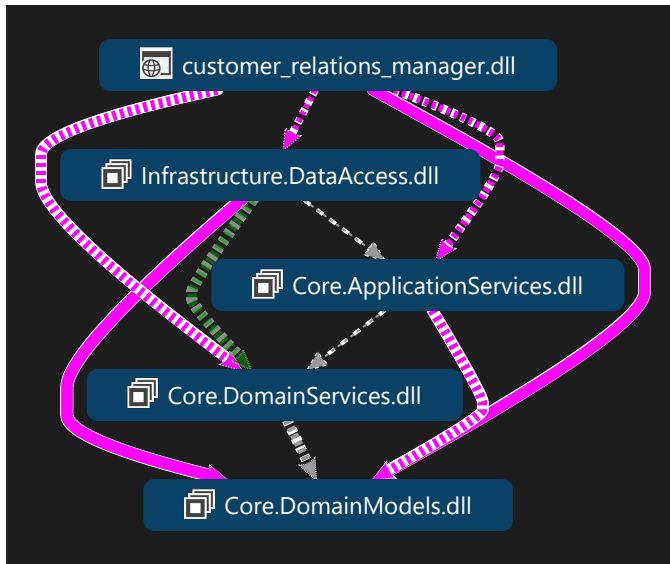 customer_relations_manager.dll
Infrastructure.DataAccess.dll
Core.ApplicationServices.dll
Core.DomainServices.dll
Core.DomainModels.dll